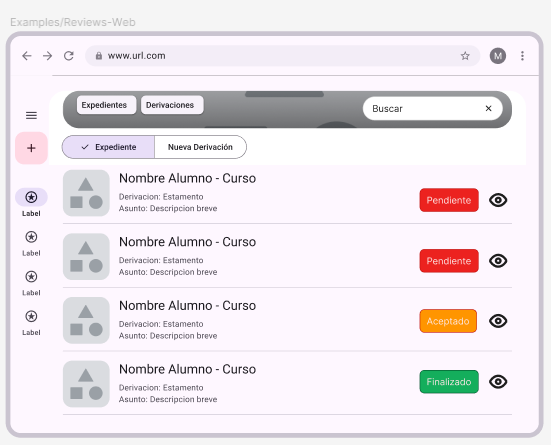 Examples/Reviews-Web
www.url.com
M
Expedientes
Derivaciones
Buscar
Expediente
Nueva Derivación
Label
Label
Label
Label
Nombre Alumno - Curso
Derivacion: Estamento
Asunto: Descripcion breve
Pendiente
Nombre Alumno - Curso
Derivacion: Estamento
Asunto: Descripcion breve
Pendiente
Nombre Alumno - Curso
Derivacion: Estamento
Asunto: Descripcion breve
Aceptado
Nombre Alumno - Curso
Derivacion: Estamento
Asunto: Descripcion breve
Finalizado